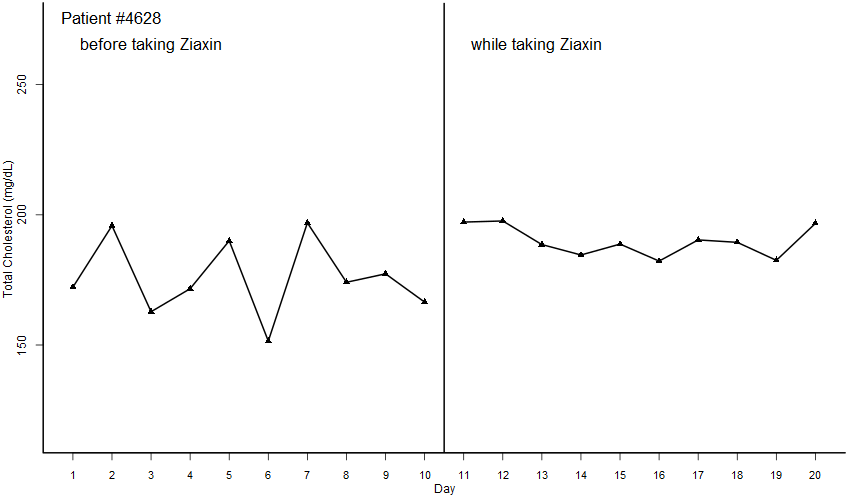 Patient #4628
before taking Ziaxin
while taking Ziaxin
Total Cholesterol (mg/dL)
250
200
150
1 2 3 4 5 6 7 8 9 10 11 12 13 14 15 16 17 18 19 20
Day